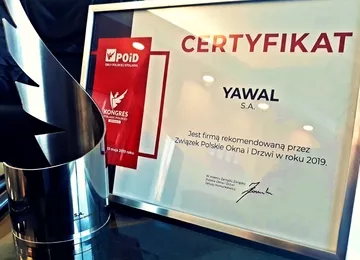 POiD
CERTYFIKAT
KONGRES
YAWAL
S.A.
Jest firmą rekomendowaną przez
Związek Polskie Okna i Drzwi w roku 2019.
S.A.